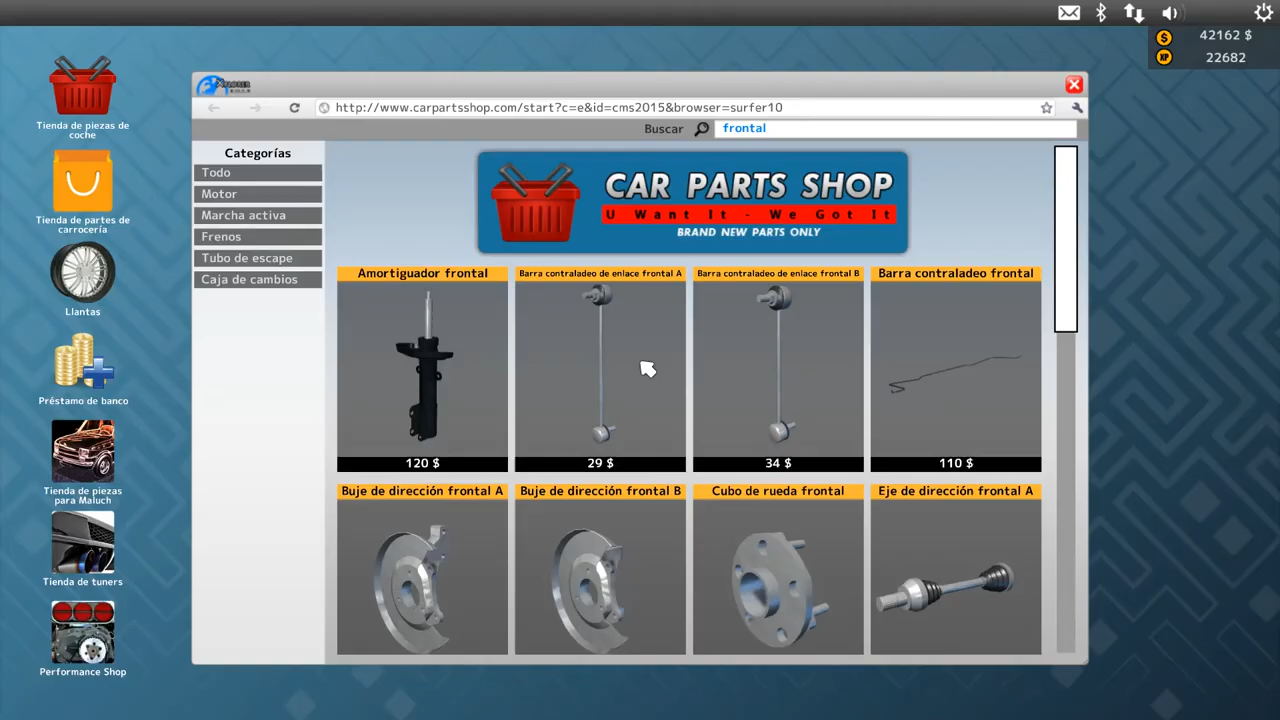 42162 $
22682
http://www.carpartsshop.com/start?c=e&id=cms2015&browser=surfer10
Buscar
frontal
Categorías
Todo
Motor
Marcha activa
Frenos
Tubo de escape
Caja de cambios
CAR PARTS SHOP
U Want It - We Got It
BRAND NEW PARTS ONLY
Amortiguador frontal
Barra contraladeo de enlace frontal A
Barra contraladeo de enlace frontal B
Barra contraladeo frontal
120 $
29 $
34 $
110 $
Buje de dirección frontal A
Buje de dirección frontal B
Cubo de rueda frontal
Eje de dirección frontal A
Tienda de piezas de
coche
Tienda de partes de
carrocería
Llantas
Préstamo de banco
Tienda de piezas
para Maluch
Tienda de tuners
Performance Shop